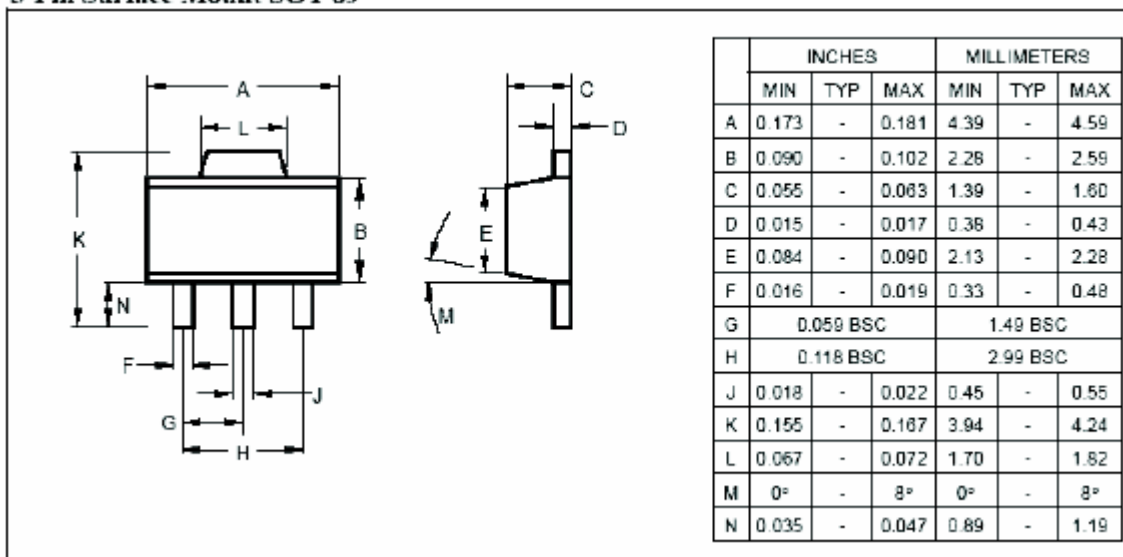 A
L
K
B
N
F
G
H
J
C
D
E
M
INCHES MILLIMETERS
MIN TYP MAX MIN TYP MAX
A 0.173 - 0.181 4.39 - 4.59
B 0.090 - 0.102 2.28 - 2.59
C 0.055 - 0.063 1.39 - 1.60
D 0.015 - 0.017 0.38 - 0.43
E 0.084 - 0.090 2.13 - 2.28
F 0.016 - 0.019 0.33 - 0.48
G 0.059 BSC 1.49 BSC
H 0.118 BSC 2.99 BSC
J 0.018 - 0.022 0.45 - 0.55
K 0.155 - 0.167 3.94 - 4.24
L 0.067 - 0.072 1.70 - 1.82
M 0° - 8° 0° - 8°
N 0.035 - 0.047 0.89 - 1.19